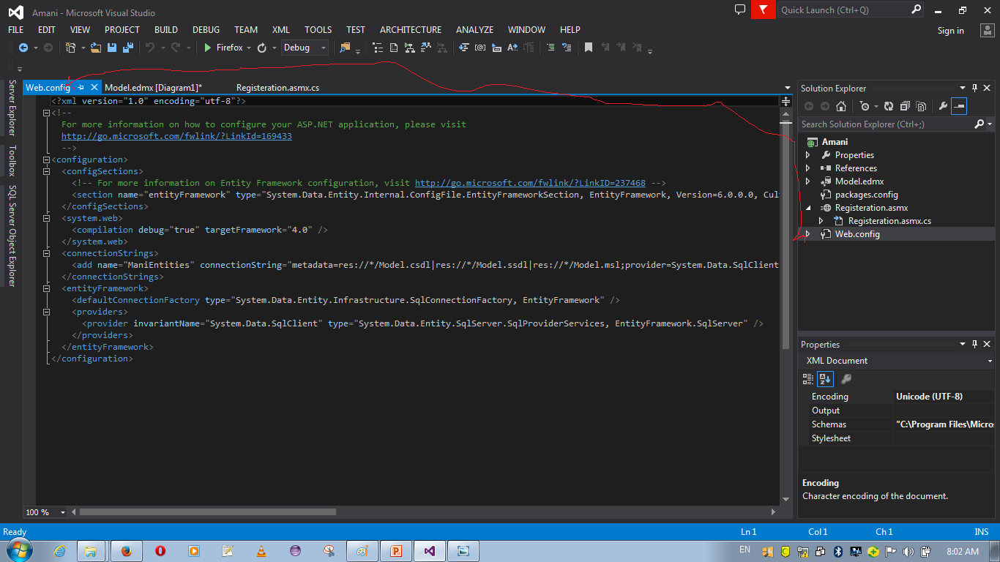 Amani - Microsoft Visual Studio
Quick Launch (Ctrl+Q)
FILE EDIT VIEW PROJECT BUILD DEBUG TEAM XML TOOLS TEST ARCHITECTURE ANALYZE WINDOW HELP
Sign in
Firefox Debug
Server Explorer
Toolbox
SQL Server Object Explorer
Web.config Model.edmx [Diagram1]* Registeration.asmx.cs
<?xml version="1.0" encoding="utf-8"?>
<!--
For more information on how to configure your ASP.NET application, please visit
http://go.microsoft.com/fwlink/?LinkId=169433
-->
<configuration>
<configSections>
<!-- For more information on Entity Framework configuration, visit http://go.microsoft.com/fwlink/?LinkID=237468 -->
<section name="entityFramework" type="System.Data.Entity.Internal.ConfigFile.EntityFrameworkSection, EntityFramework, Version=6.0.0.0, Cul
</configSections>
<system.web>
<compilation debug="true" targetFramework="4.0" />
</system.web>
<connectionStrings>
<add name="ManiEntities" connectionString="metadata=res://*/Model.csdl|res://*/Model.ssdl|res://*/Model.msl;provider=System.Data.SqlClient
</connectionStrings>
<entityFramework>
<defaultConnectionFactory type="System.Data.Entity.Infrastructure.SqlConnectionFactory, EntityFramework" />
<providers>
<provider invariantName="System.Data.SqlClient" type="System.Data.Entity.SqlServer.SqlProviderServices, EntityFramework.SqlServer" />
</providers>
</entityFramework>
</configuration>
100 %
Solution Explorer
Search Solution Explorer (Ctrl+;)
Amani
Properties
References
Model.edmx
packages.config
Registeration.asmx
Registeration.asmx.cs
Web.config
Properties
XML Document
Encoding Unicode (UTF-8)
Output
Schemas "C:\Program Files\Micros
Stylesheet
Encoding
Character encoding of the document.
Ready Ln 1 Col 1 Ch 1 INS
EN 8:02 AM